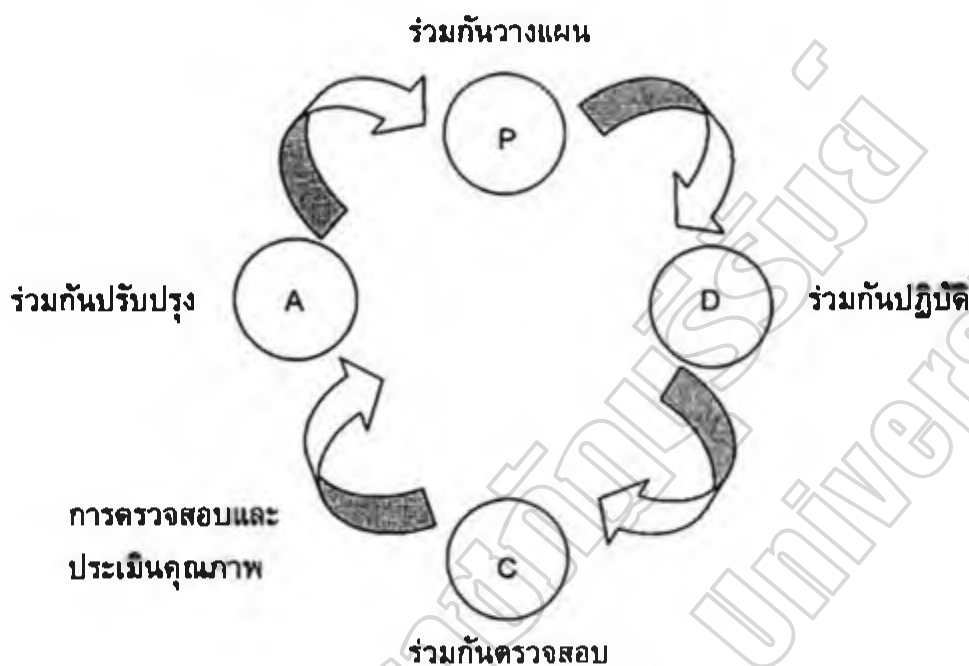 ร่วมกันวางแผน
P
ร่วมกันปรับปรุง
A
D
ร่วมกันปฏิบัติ
การตรวจสอบและ
ประเมินคุณภาพ
C
ร่วมกันตรวจสอบ